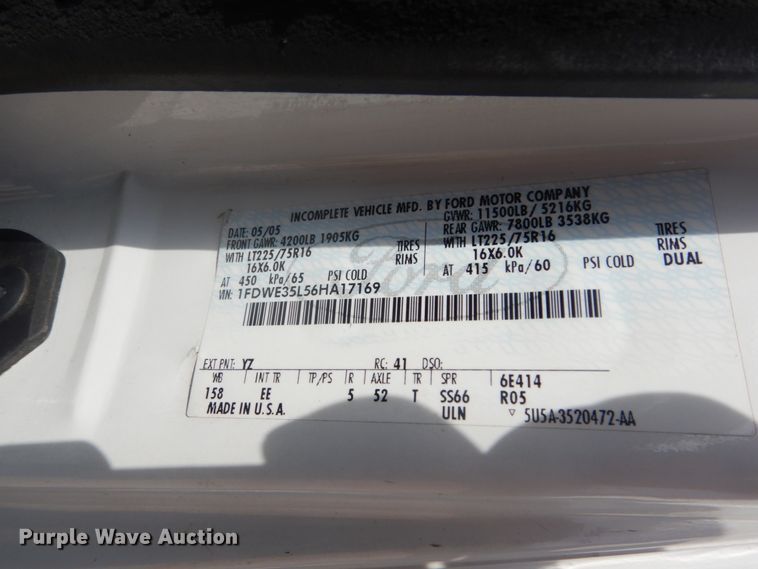 INCOMPLETE VEHICLE MFD. BY FORD MOTOR COMPANY
DATE: 05/05
GVWR: 11500LB / 5216KG
FRONT GAWR: 4200LB 1905KG
REAR GAWR: 7800LB 3538KG
WITH LT225/75R16 TIRES
WITH LT225/75R16 TIRES
16X6.0K RIMS
16X6.0K RIMS
AT 450 kPa/65 PSI COLD
AT 415 kPa/60 PSI COLD DUAL
VIN: 1FDWE35L56HA17169
Ford
EXT PNT: YZ RC: 41 DSO:
WB INT TR TP/PS R AXLE TR SPR 6E414
158 EE 5 52 T SS66 R05
MADE IN U.S.A. ULN 5U5A-3520472-AA
Purple Wave Auction